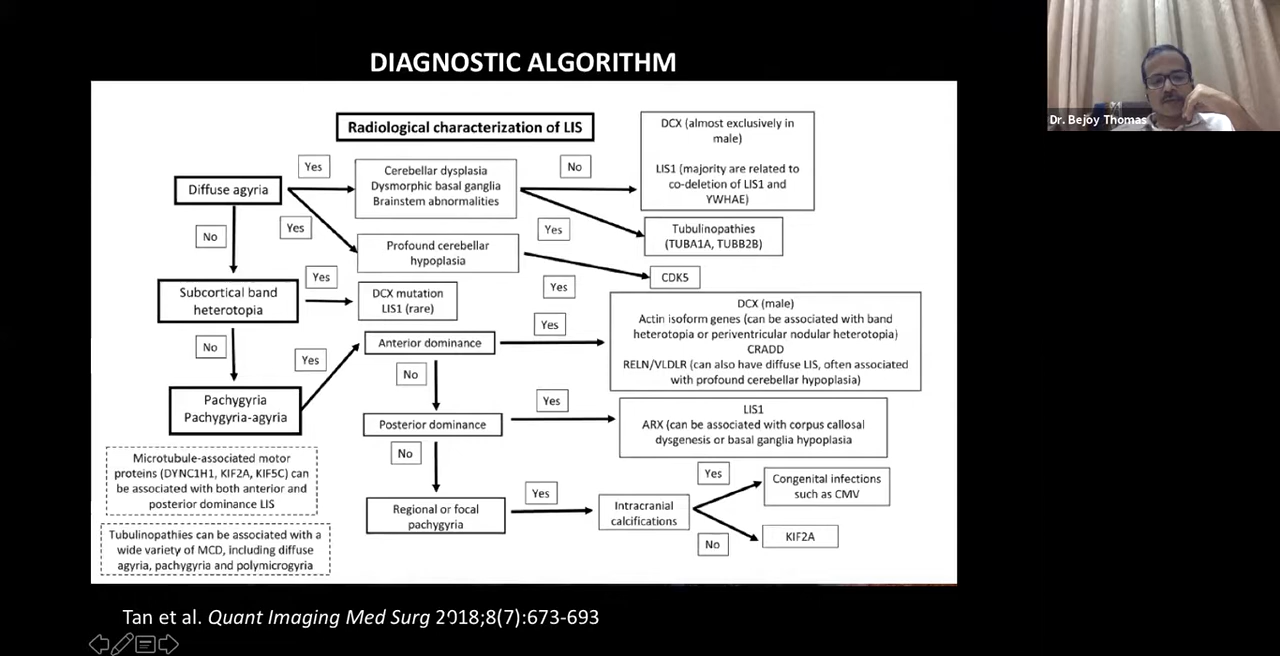 DIAGNOSTIC ALGORITHM
Dr. Bejoy Thomas
Radiological characterization of LIS
Diffuse agyria
Yes
Yes
No
Cerebellar dysplasia
Dysmorphic basal ganglia
Brainstem abnormalities
No
Yes
DCX (almost exclusively in
male)
LIS1 (majority are related to
co-deletion of LIS1 and
YWHAE)
Tubulinopathies
(TUBA1A, TUBB2B)
Profound cerebellar
hypoplasia
Yes
CDK5
Subcortical band
heterotopia
Yes
No
DCX mutation
LIS1 (rare)
Pachygyria
Pachygyria-agyria
Yes
Anterior dominance
Yes
No
DCX (male)
Actin isoform genes (can be associated with band
heterotopia or periventricular nodular heterotopia)
CRADD
RELN/VLDLR (can also have diffuse LIS, often associated
with profound cerebellar hypoplasia)
Posterior dominance
Yes
No
LIS1
ARX (can be associated with corpus callosal
dysgenesis or basal ganglia hypoplasia
Regional or focal
pachygyria
Yes
Intracranial
calcifications
Yes
No
Congenital infections
such as CMV
KIF2A
Microtubule-associated motor
proteins (DYNC1H1, KIF2A, KIF5C) can
be associated with both anterior and
posterior dominance LIS
Tubulinopathies can be associated with a
wide variety of MCD, including diffuse
agyria, pachygyria and polymicrogyria
Tan et al. Quant Imaging Med Surg 2018;8(7):673-693